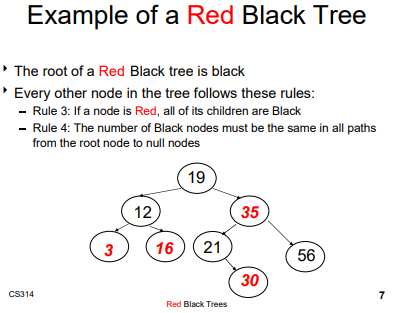 Example of a Red Black Tree
‣ The root of a Red Black tree is black
‣ Every other node in the tree follows these rules:
– Rule 3: If a node is Red, all of its children are Black
– Rule 4: The number of Black nodes must be the same in all paths
from the root node to null nodes
19
12
35
3
16
21
56
30
CS314
Red Black Trees
7